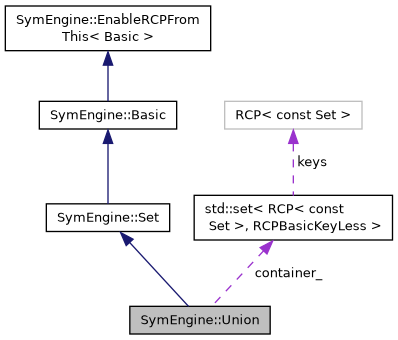 SymEngine::EnableRCPFrom
This< Basic >
SymEngine::Basic
RCP< const Set >
keys
SymEngine::Set
std::set< RCP< const
Set >, RCPBasicKeyLess >
container_
SymEngine::Union